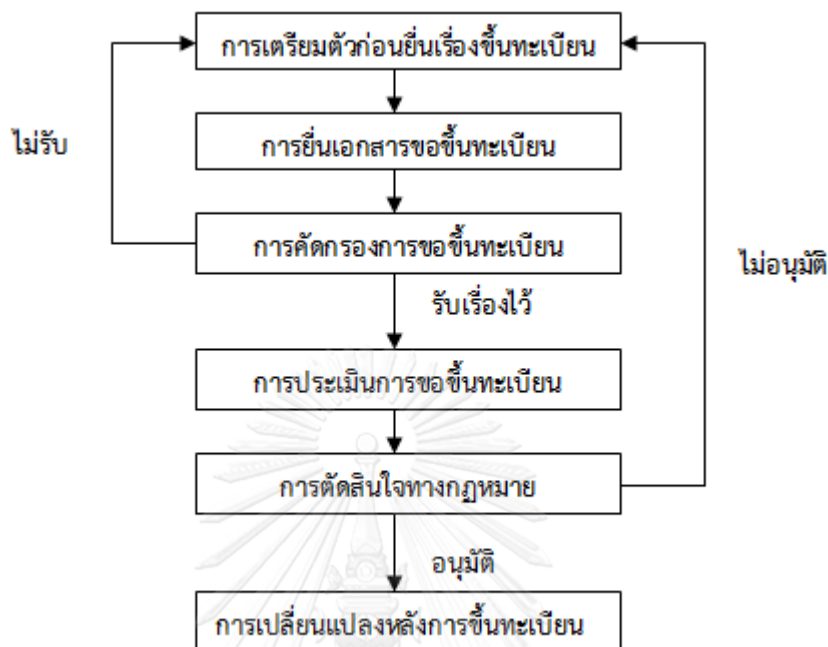 การเตรียมตัวก่อนยื่นเรื่องขึ้นทะเบียน
ไม่รับ
การยื่นเอกสารขอขึ้นทะเบียน
การคัดกรองการขอขึ้นทะเบียน
ไม่อนุมัติ
รับเรื่องไว้
การประเมินการขอขึ้นทะเบียน
การตัดสินใจทางกฎหมาย
อนุมัติ
การเปลี่ยนแปลงหลังการขึ้นทะเบียน